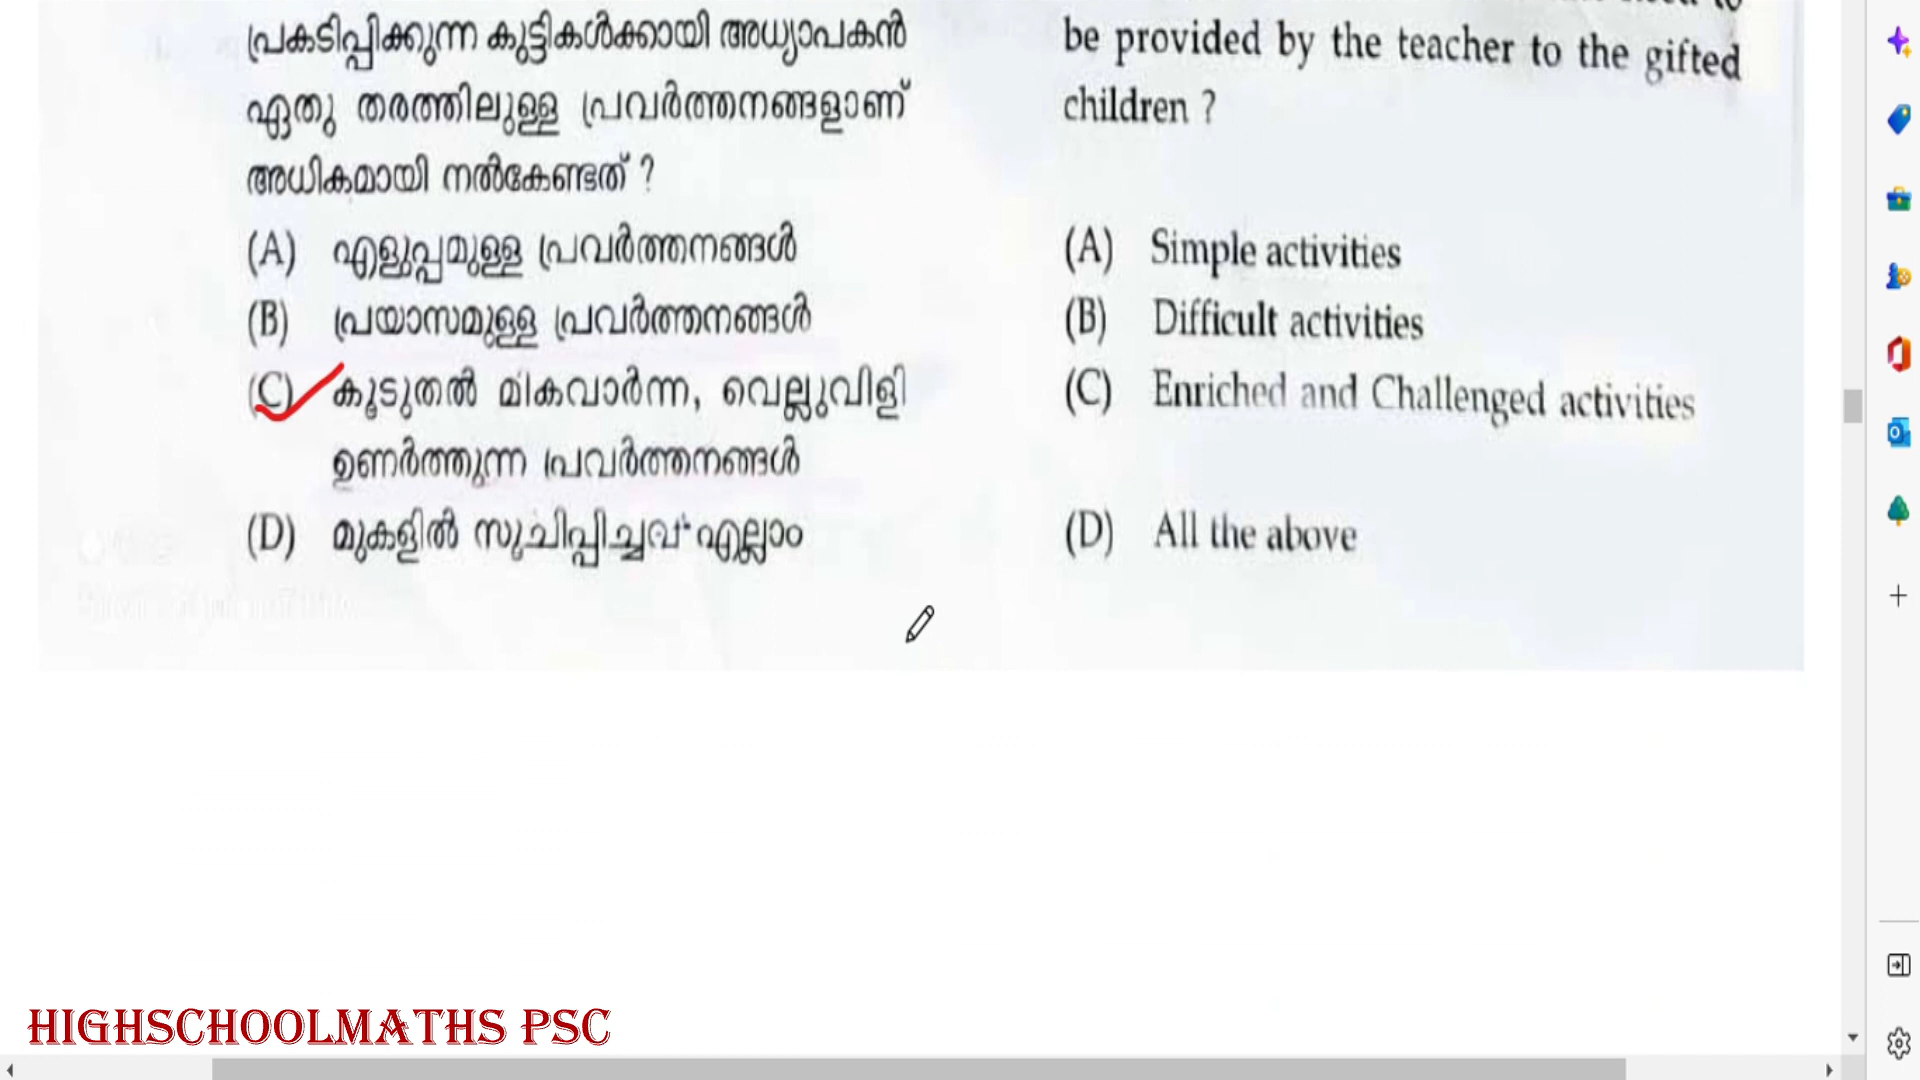 പ്രകടിപ്പിക്കുന്ന കുട്ടികൾക്കായി അധ്യാപകൻ
ഏതു തരത്തിലുള്ള പ്രവർത്തനങ്ങളാണ്
അധികമായി നൽകേണ്ടത് ?
(A) എളുപ്പമുള്ള പ്രവർത്തനങ്ങൾ
(B) പ്രയാസമുള്ള പ്രവർത്തനങ്ങൾ
(C) കൂടുതൽ മികവാർന്ന, വെല്ലുവിളി
ഉണർത്തുന്ന പ്രവർത്തനങ്ങൾ
(D) മുകളിൽ സൂചിപ്പിച്ചവ എല്ലാം
be provided by the teacher to the gifted
children ?
(A) Simple activities
(B) Difficult activities
(C) Enriched and Challenged activities
(D) All the above
HIGHSCHOOLMATHS PSC